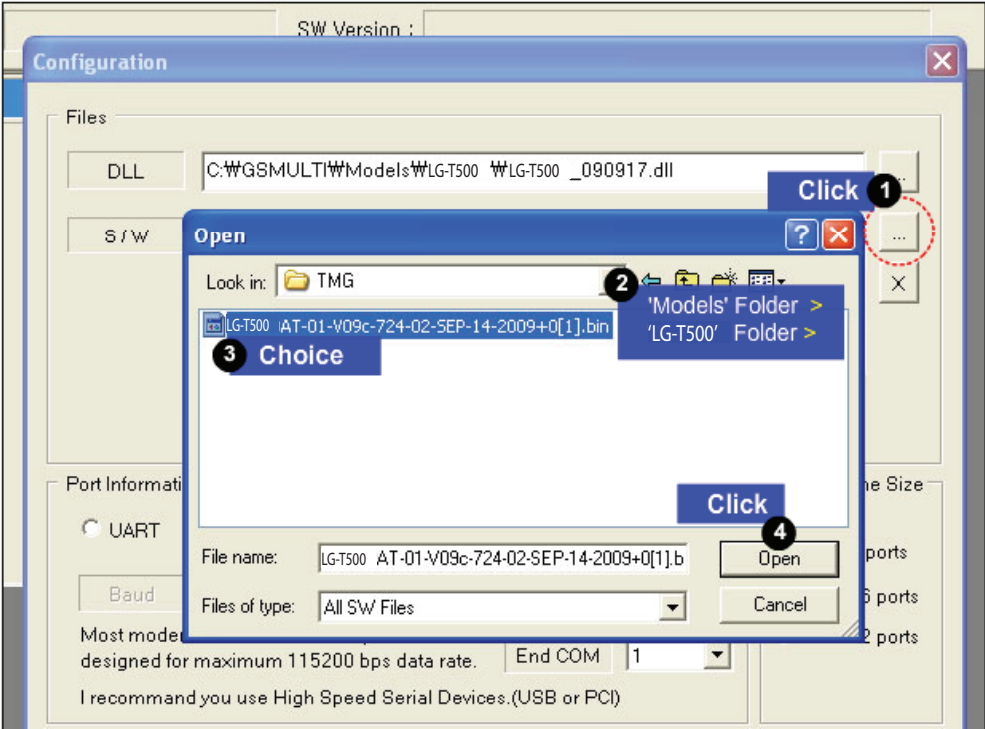 SW Version :
Configuration
Files
DLL
C:₩GSMULTI₩Models₩LG-T500 ₩LG-T500 _090917.dll
...
Click 1
S/W
...
Open
Look in: TMG
2
'Models' Folder >
'LG-T500' Folder >
X
LG-T500 AT-01-V09c-724-02-SEP-14-2009+0[1].bin
3 Choice
Port Informati
ne Size
Click
4
UART
File name:
LG-T500 AT-01-V09c-724-02-SEP-14-2009+0[1].b
Open
ports
Baud
Files of type:
All SW Files
Cancel
6 ports
2 ports
Most moder
designed for maximum 115200 bps data rate.
End COM
1
I recommand you use High Speed Serial Devices.(USB or PCI)